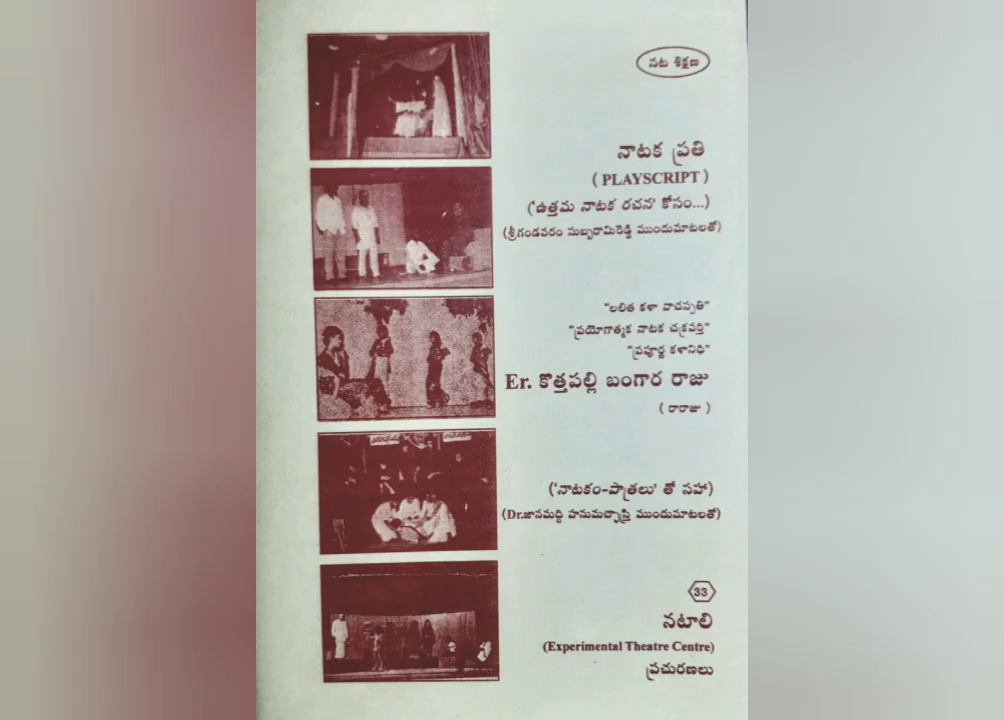 నట శిక్షణ
నాటక ప్రతి
( PLAYSCRIPT )
('ఉత్తమ నాటక రచన' కోసం...)
(శ్రీగండవరం సుబ్బరామిరెడ్డి ముందుమాటలతో)
"లలిత కళా వాచస్పతి"
"ప్రయోగాత్మక నాటక చక్రవర్తి"
"ప్రపూర్ణ కళానిధి"
Er. కొత్తపల్లి బంగార రాజు
( రారాజు )
('నాటకం-పాత్రలు' తో సహా)
(Dr.జానమద్ది హనుమచ్ఛాస్త్రి ముందుమాటలతో)
33
నటాలి
(Experimental Theatre Centre)
ప్రచురణలు